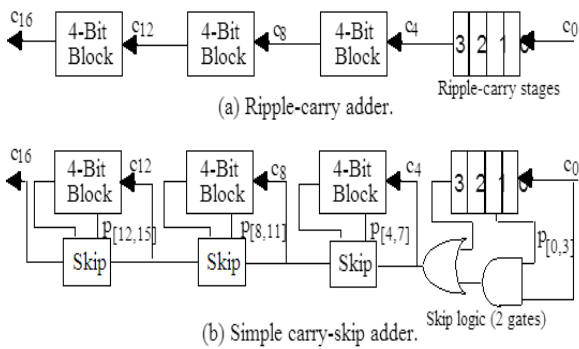 c16 4-Bit Block c12 4-Bit Block c8 4-Bit Block c4 3 2 1 0 c0
Ripple-carry stages
(a) Ripple-carry adder.
c16 4-Bit Block c12 4-Bit Block c8 4-Bit Block c4 3 2 1 0 c0
p[12,15] p[8,11] p[4,7] p[0,3]
Skip Skip Skip
Skip logic (2 gates)
(b) Simple carry-skip adder.